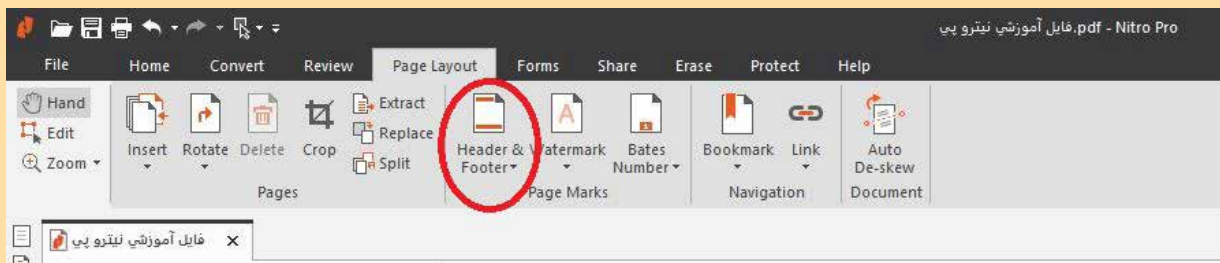 فايل آموزشي نيترو پي.pdf - Nitro Pro
File Home Convert Review Page Layout Forms Share Erase Protect Help
Hand
Edit
Zoom
Insert Rotate Delete Crop
Extract
Replace
Split
Pages
Header & Footer
Watermark
Bates Number
Page Marks
Bookmark Link
Navigation
Auto De-skew
Document
فايل آموزشي نيترو پي